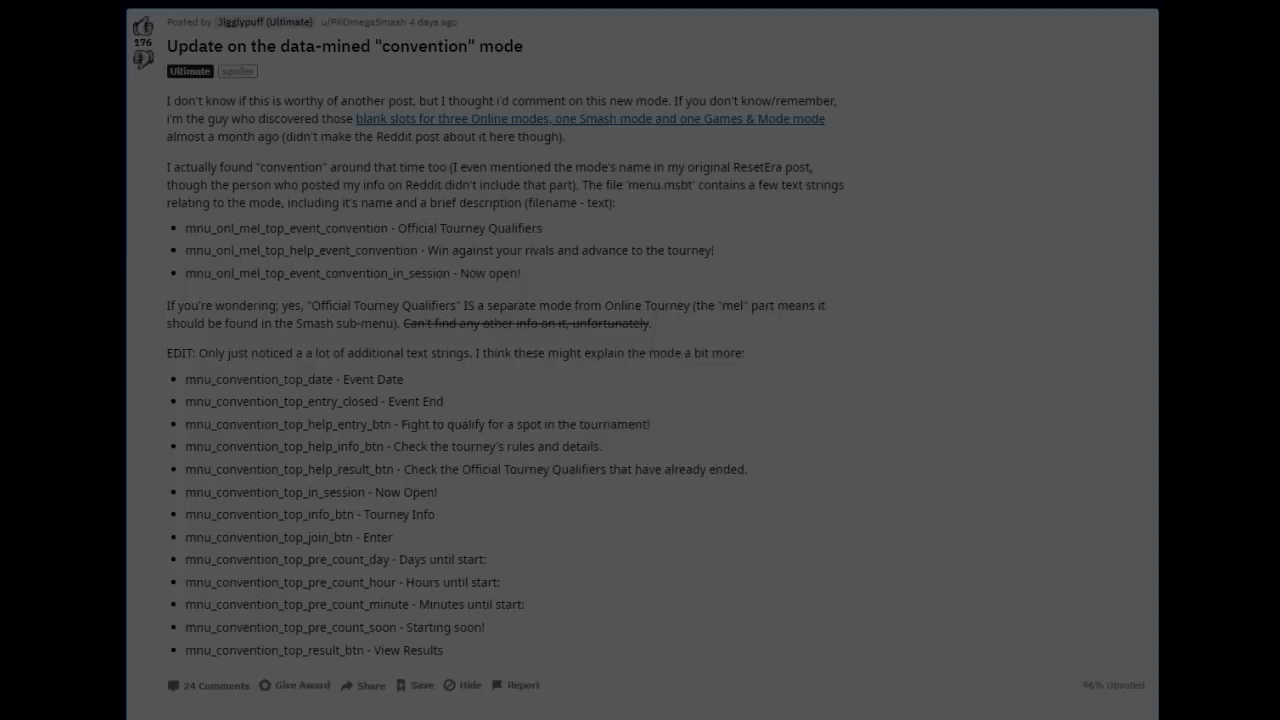 Posted by Jigglypuff (Ultimate) u/PKOmegaSmash 4 days ago
176
Update on the data-mined "convention" mode
Ultimate spoiler
I don't know if this is worthy of another post, but I thought i'd comment on this new mode. If you don't know/remember,
i'm the guy who discovered those blank slots for three Online modes, one Smash mode and one Games & Mode mode
almost a month ago (didn't make the Reddit post about it here though).
I actually found "convention" around that time too (I even mentioned the mode's name in my original ResetEra post,
though the person who posted my info on Reddit didn't include that part). The file 'menu.msbt' contains a few text strings
relating to the mode, including it's name and a brief description (filename - text):
• mnu_onl_mel_top_event_convention - Official Tourney Qualifiers
• mnu_onl_mel_top_help_event_convention - Win against your rivals and advance to the tourney!
• mnu_onl_mel_top_event_convention_in_session - Now open!
If you're wondering; yes, "Official Tourney Qualifiers" IS a separate mode from Online Tourney (the "mel" part means it
should be found in the Smash sub-menu). Can't find any other info on it, unfortunately.
EDIT: Only just noticed a a lot of additional text strings. I think these might explain the mode a bit more:
• mnu_convention_top_date - Event Date
• mnu_convention_top_entry_closed - Event End
• mnu_convention_top_help_entry_btn - Fight to qualify for a spot in the tournament!
• mnu_convention_top_help_info_btn - Check the tourney's rules and details.
• mnu_convention_top_help_result_btn - Check the Official Tourney Qualifiers that have already ended.
• mnu_convention_top_in_session - Now Open!
• mnu_convention_top_info_btn - Tourney Info
• mnu_convention_top_join_btn - Enter
• mnu_convention_top_pre_count_day - Days until start:
• mnu_convention_top_pre_count_hour - Hours until start:
• mnu_convention_top_pre_count_minute - Minutes until start:
• mnu_convention_top_pre_count_soon - Starting soon!
• mnu_convention_top_result_btn - View Results
24 Comments Give Award Share Save Hide Report 96% Upvoted